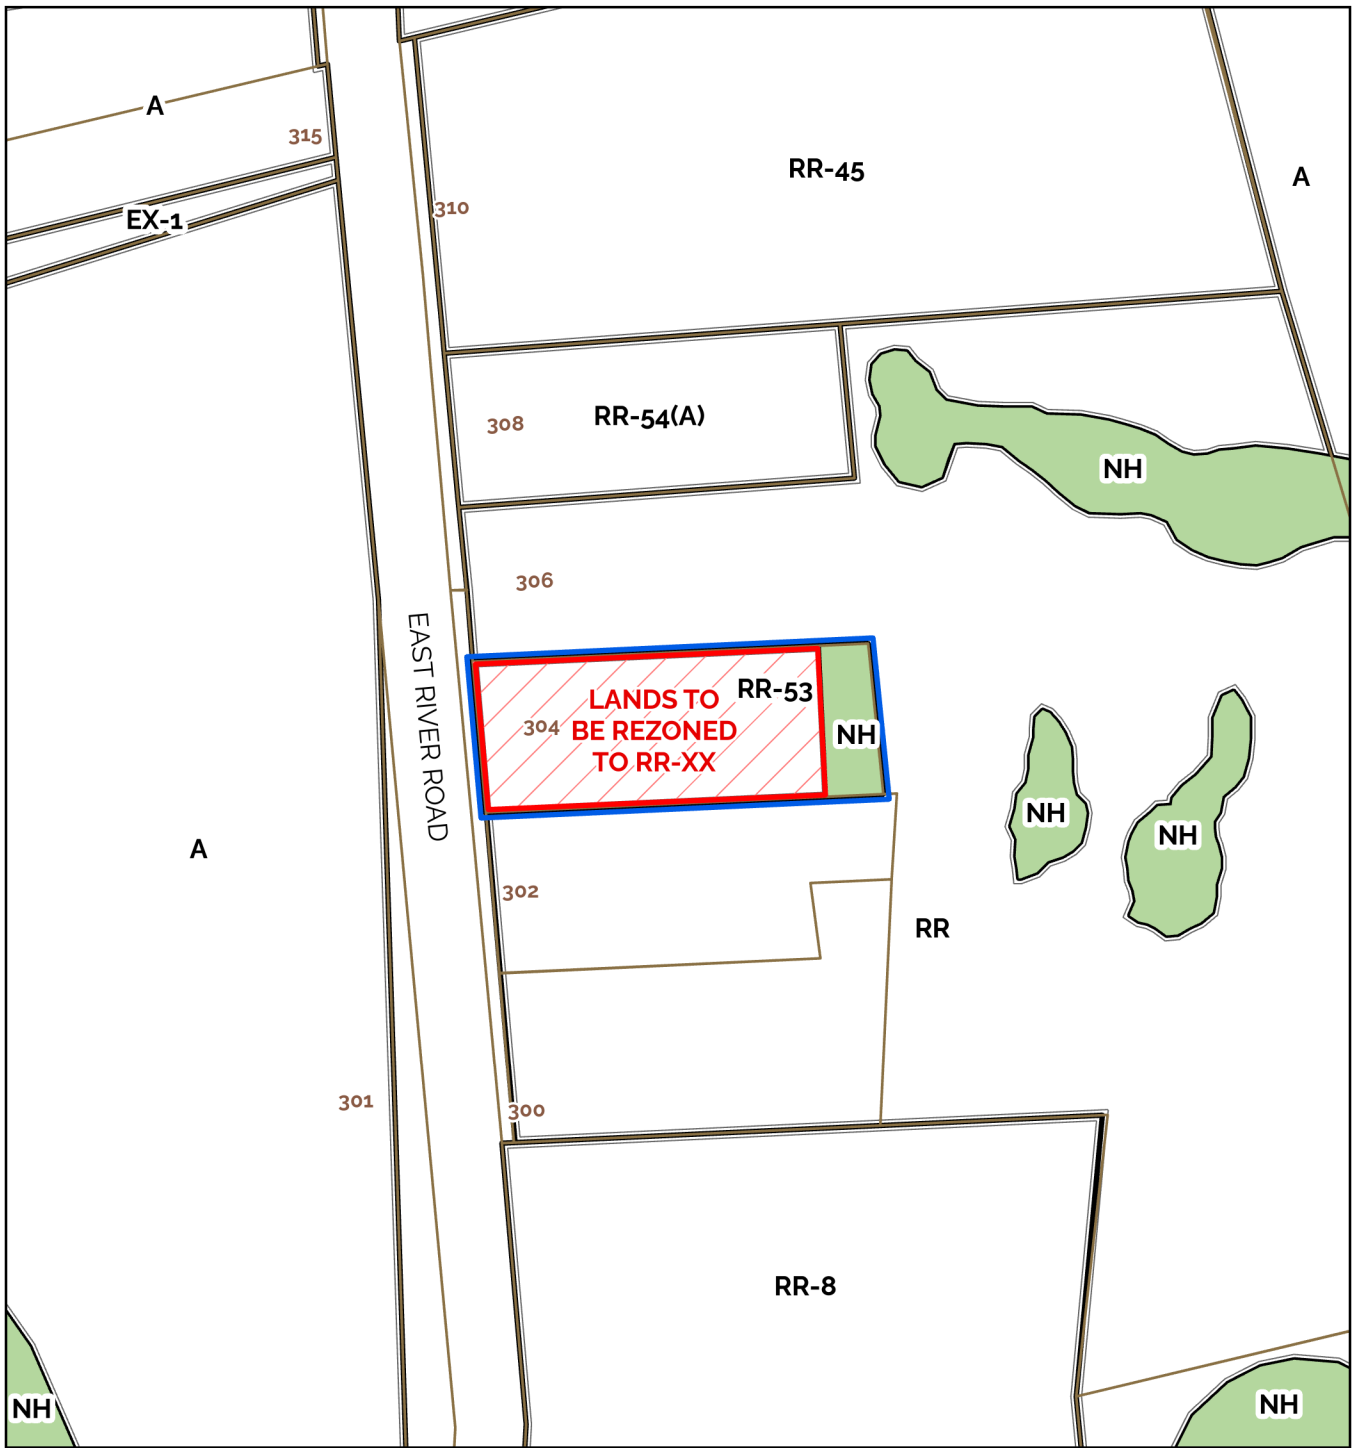 A
315
EX-1
310
RR-45
A
308
RR-54(A)
NH
306
EAST RIVER ROAD
RR-53
304
LANDS TO
BE REZONED
TO RR-XX
NH
NH
NH
A
302
RR
301
300
RR-8
NH
NH